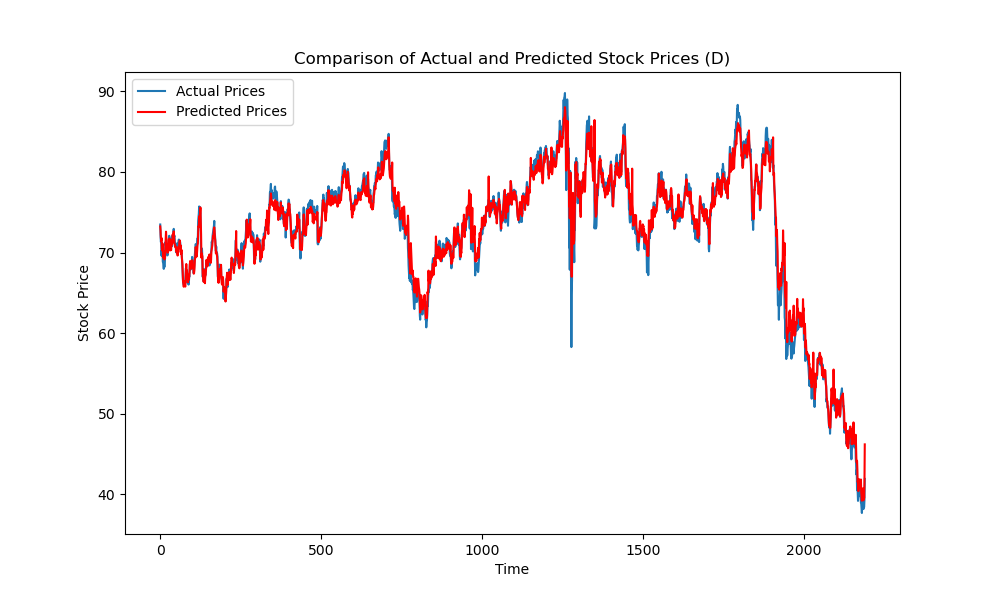 Comparison of Actual and Predicted Stock Prices (D)
Actual Prices
Predicted Prices
90
80
70
60
50
40
Stock Price
0
500
1000
1500
2000
Time